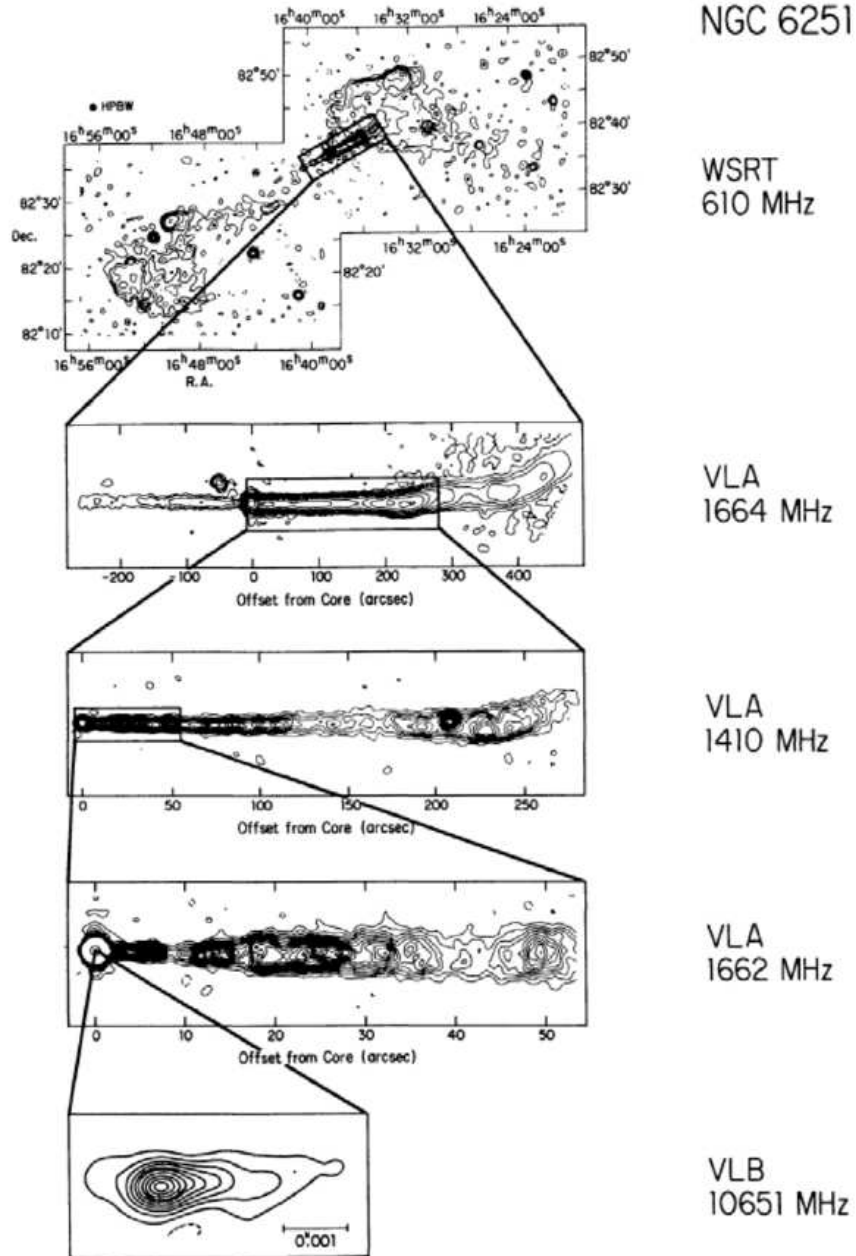 NGC 6251
16ʰ40ᵐ00ˢ 16ʰ32ᵐ00ˢ 16ʰ24ᵐ00ˢ
82°50' 82°50'
HPBW
16ʰ56ᵐ00ˢ 16ʰ48ᵐ00ˢ 82°40'
WSRT
610 MHz
82°30' 82°30'
Dec.
16ʰ32ᵐ00ˢ 16ʰ24ᵐ00ˢ
82°20' 82°20'
82°10'
16ʰ56ᵐ00ˢ 16ʰ48ᵐ00ˢ 16ʰ40ᵐ00ˢ
R.A.
VLA
1664 MHz
-200 -100 0 100 200 300 400
Offset from Core (arcsec)
VLA
1410 MHz
0 50 100 150 200 250
Offset from Core (arcsec)
VLA
1662 MHz
0 10 20 30 40 50
Offset from Core (arcsec)
VLB
10651 MHz
0".001